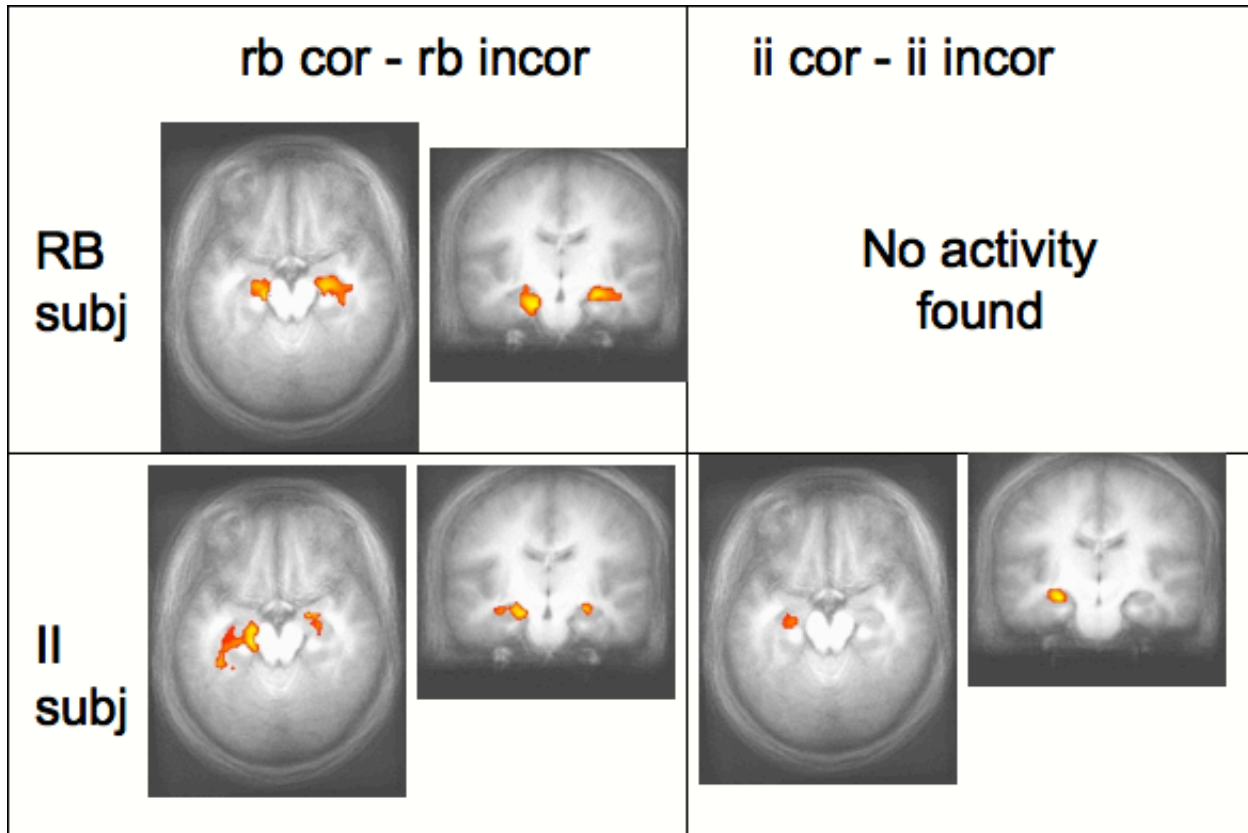 rb cor - rb incor
ii cor - ii incor
RB
subj
No activity
found
II
subj